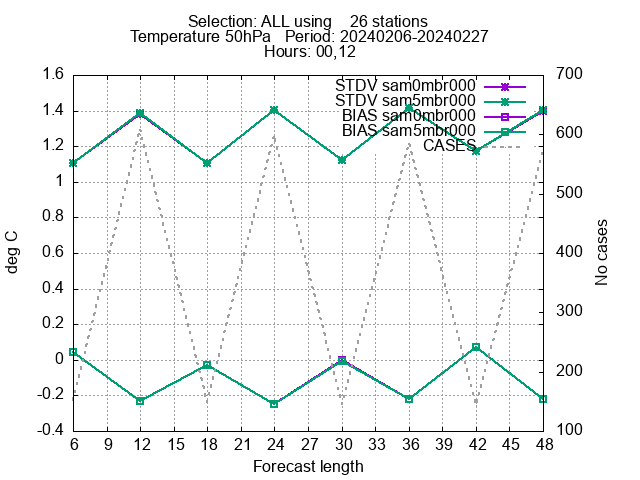 Selection: ALL using    26 stations
Temperature 50hPa   Period: 20240206-20240227
Hours: 00,12
STDV sam0mbr000
STDV sam5mbr000
BIAS sam0mbr000
BIAS sam5mbr000
CASES
1.6
1.4
1.2
1
0.8
0.6
0.4
0.2
0
-0.2
-0.4
deg C
700
600
500
400
300
200
100
No cases
6 12 15 18 21 24 27 30 33 36 39 42 45 48
Forecast length